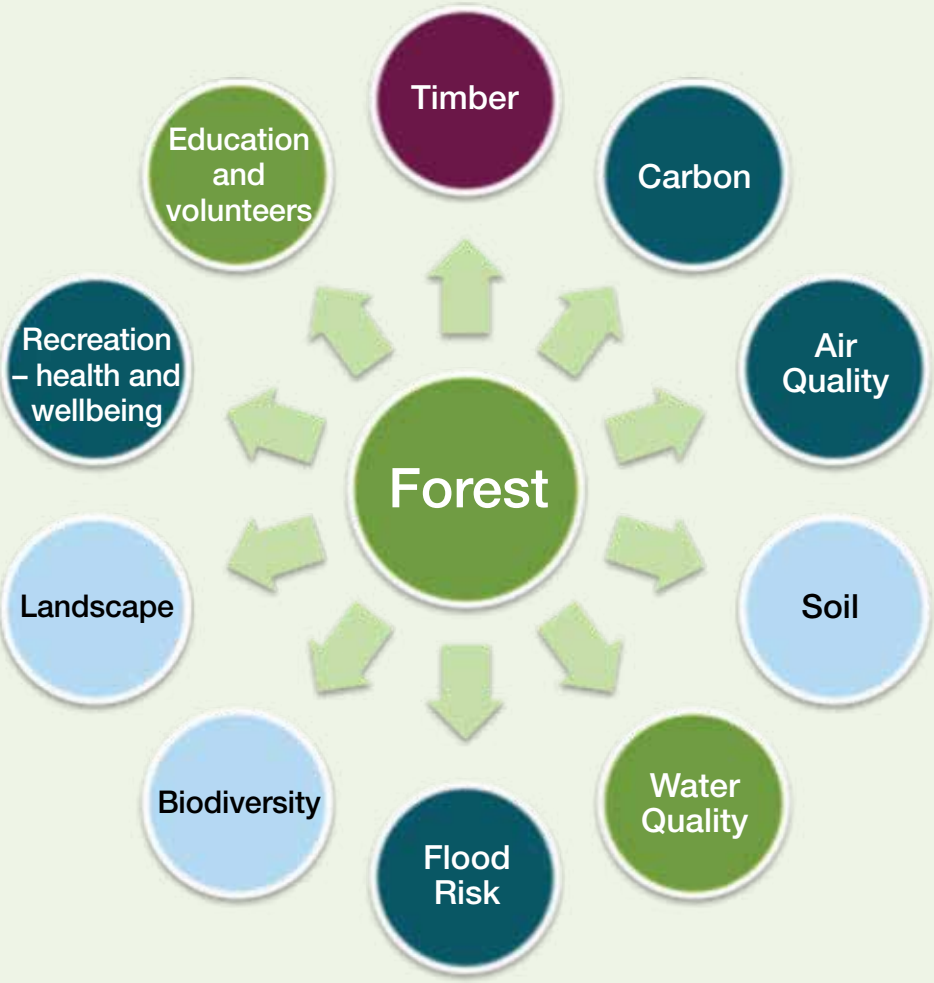 Timber
Carbon
Air
Quality
Soil
Water
Quality
Flood
Risk
Biodiversity
Landscape
Recreation
– health and
wellbeing
Education
and
volunteers
Forest